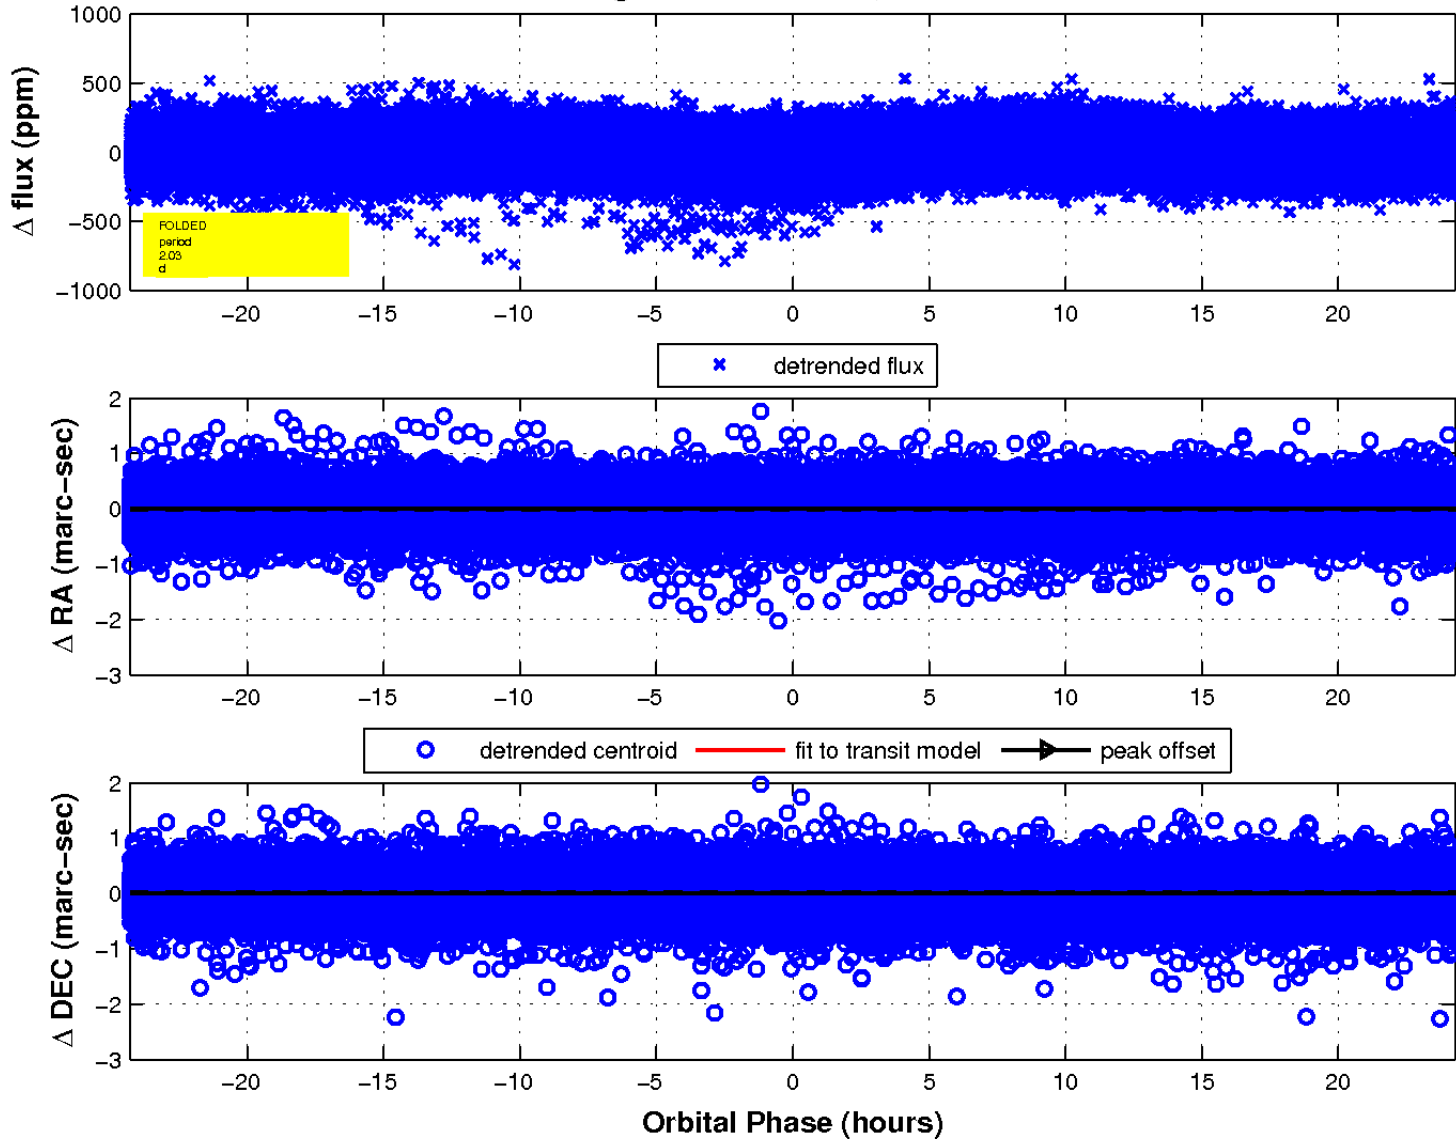 1000
500
0
−500
−1000
Δ flux (ppm)
FOLDED
period
2.03
d
−20 −15 −10 −5 0 5 10 15 20
detrended flux
2
1
0
−1
−2
−3
Δ RA (marc−sec)
−20 −15 −10 −5 0 5 10 15 20
detrended centroid fit to transit model peak offset
2
1
0
−1
−2
−3
Δ DEC (marc−sec)
−20 −15 −10 −5 0 5 10 15 20
Orbital Phase (hours)